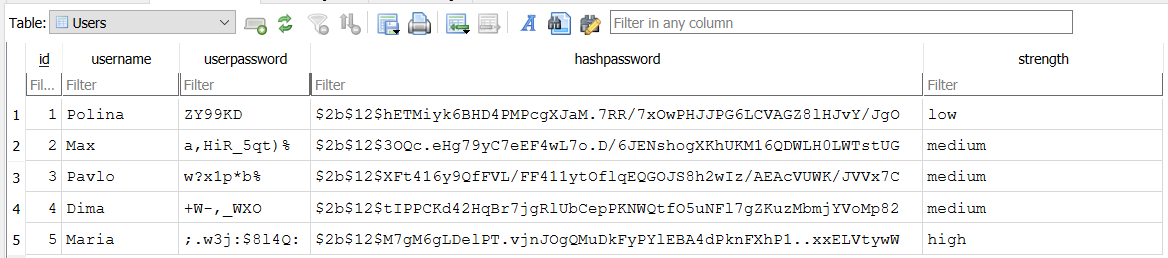 Table: Users Filter in any column
id username userpassword hashpassword strength
Fil... Filter Filter Filter Filter
1 1 Polina ZY99KD $2b$12$hETMiyk6BHD4PMPcgXJaM.7RR/7xOwPHJJPG6LCVAGZ8lHJvY/JgO low
2 2 Max a,HiR_5qt)% $2b$12$3OQc.eHg79yC7eEF4wL7o.D/6JENshogXKhUKM16QDWLH0LWTstUG medium
3 3 Pavlo w?x1p*b% $2b$12$XFt416y9QfFVL/FF411ytOflqEQGOJS8h2wIz/AEAcVUWK/JVVx7C medium
4 4 Dima +W-,_WXO $2b$12$tIPPCKd42HqBr7jgRlUbCepPKNWQtfO5uNFl7gZKuzMbmjYVoMp82 medium
5 5 Maria ;.w3j:$8l4Q: $2b$12$M7gM6gLDelPT.vjnJOgQMuDkFyPYlEBA4dPknFXhP1..xxELVtywW high